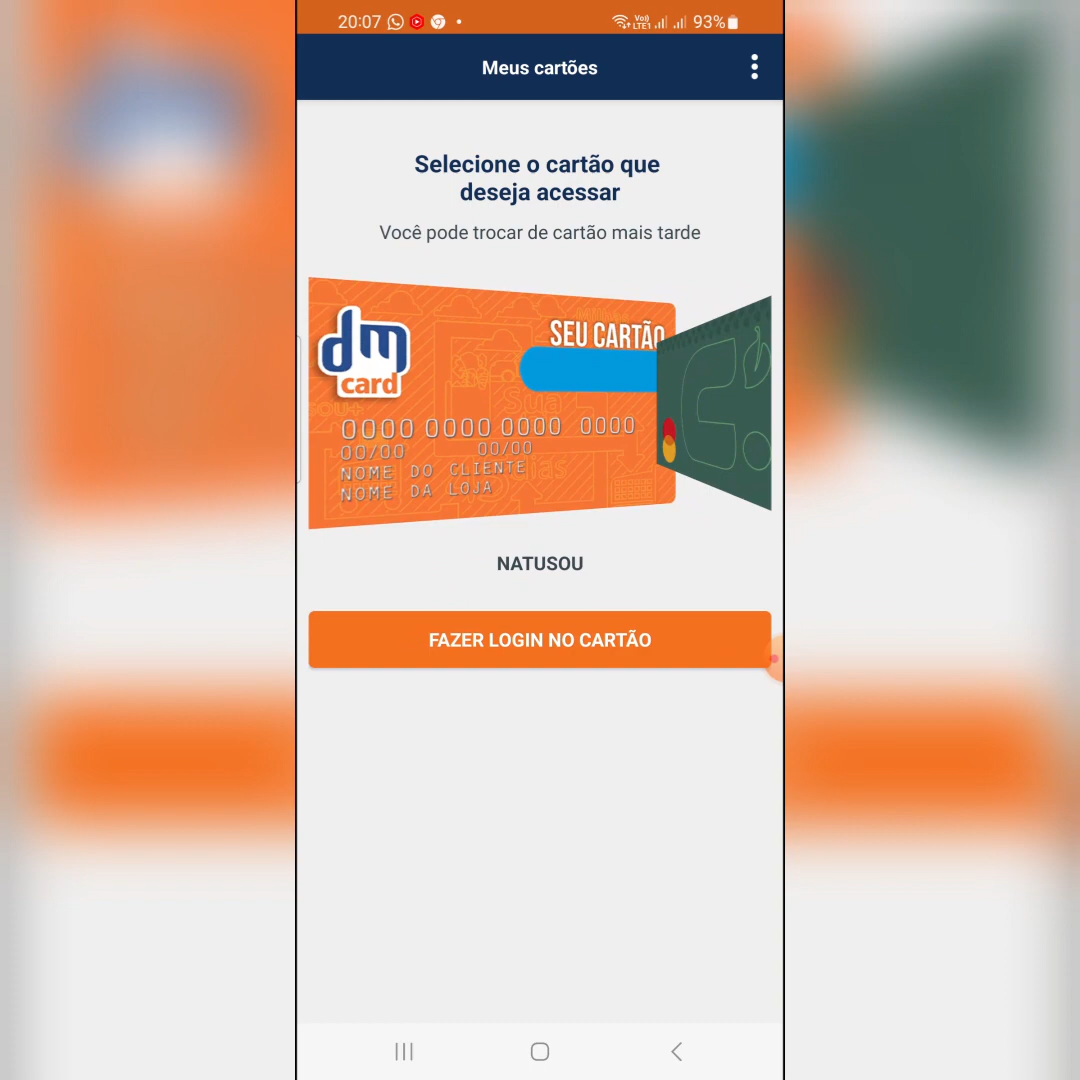 20:07
Vo)) LTE1
93%
Meus cartões
Selecione o cartão que
deseja acessar
Você pode trocar de cartão mais tarde
dm
card
SEU CARTÃO
0000 0000 0000 0000
00/00 00/00
NOME DO CLIENTE
NOME DA LOJA
NATUSOU
FAZER LOGIN NO CARTÃO